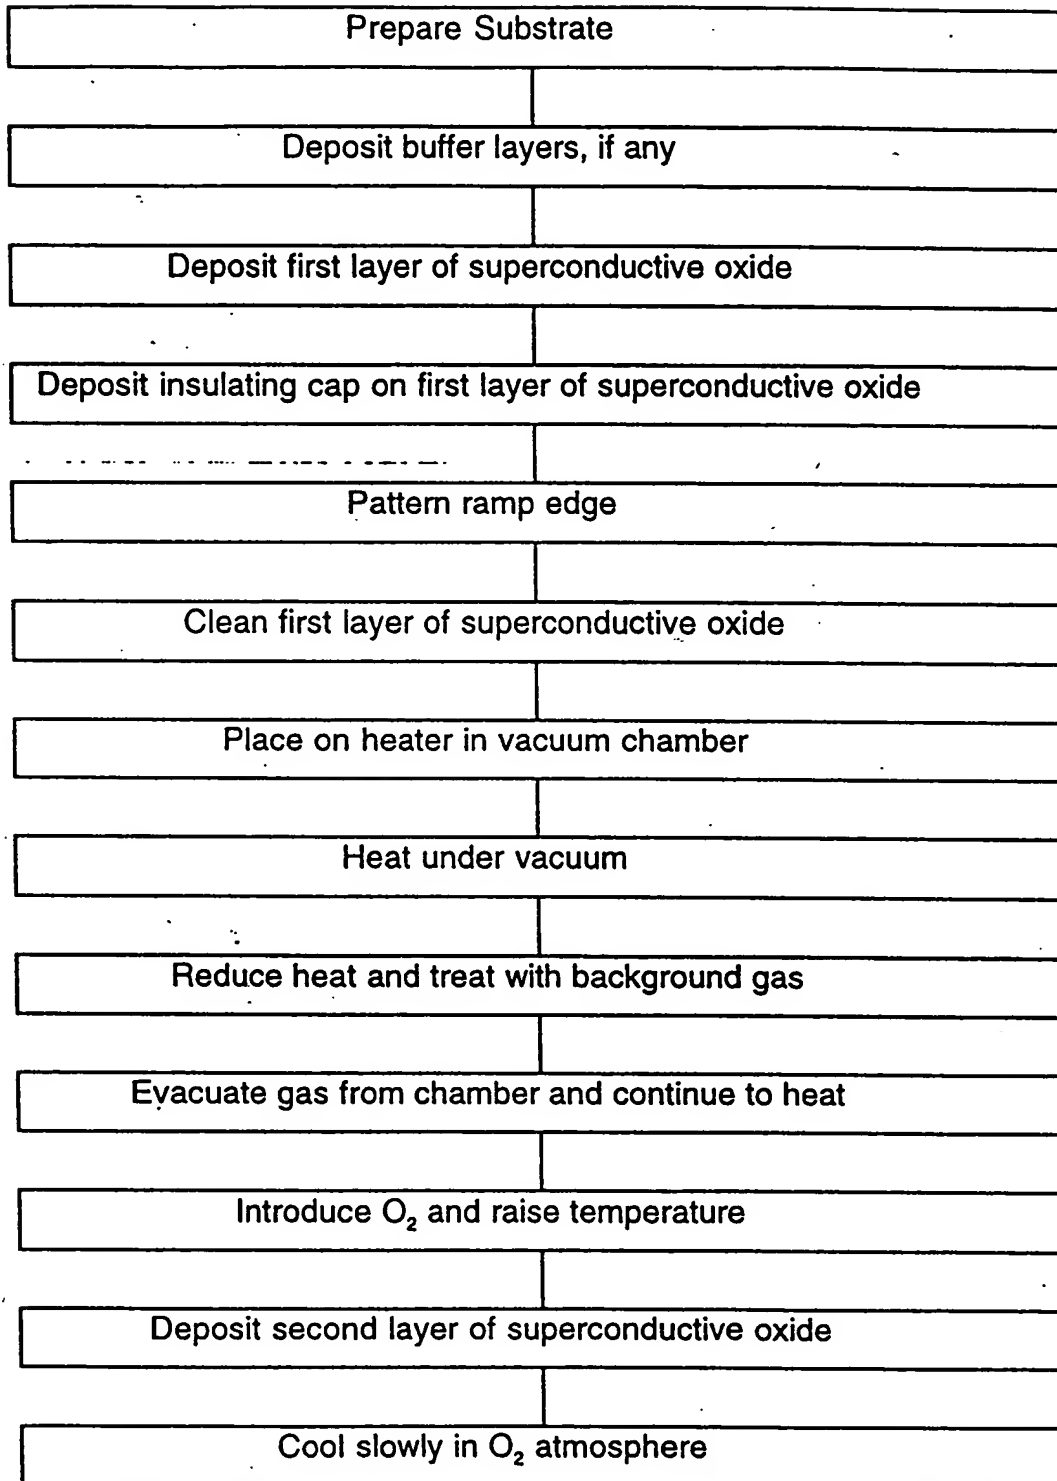 Prepare Substrate
Deposit buffer layers, if any
Deposit first layer of superconductive oxide
Deposit insulating cap on first layer of superconductive oxide
Pattern ramp edge
Clean first layer of superconductive oxide
Place on heater in vacuum chamber
Heat under vacuum
Reduce heat and treat with background gas
Evacuate gas from chamber and continue to heat
Introduce O₂ and raise temperature
Deposit second layer of superconductive oxide
Cool slowly in O₂ atmosphere